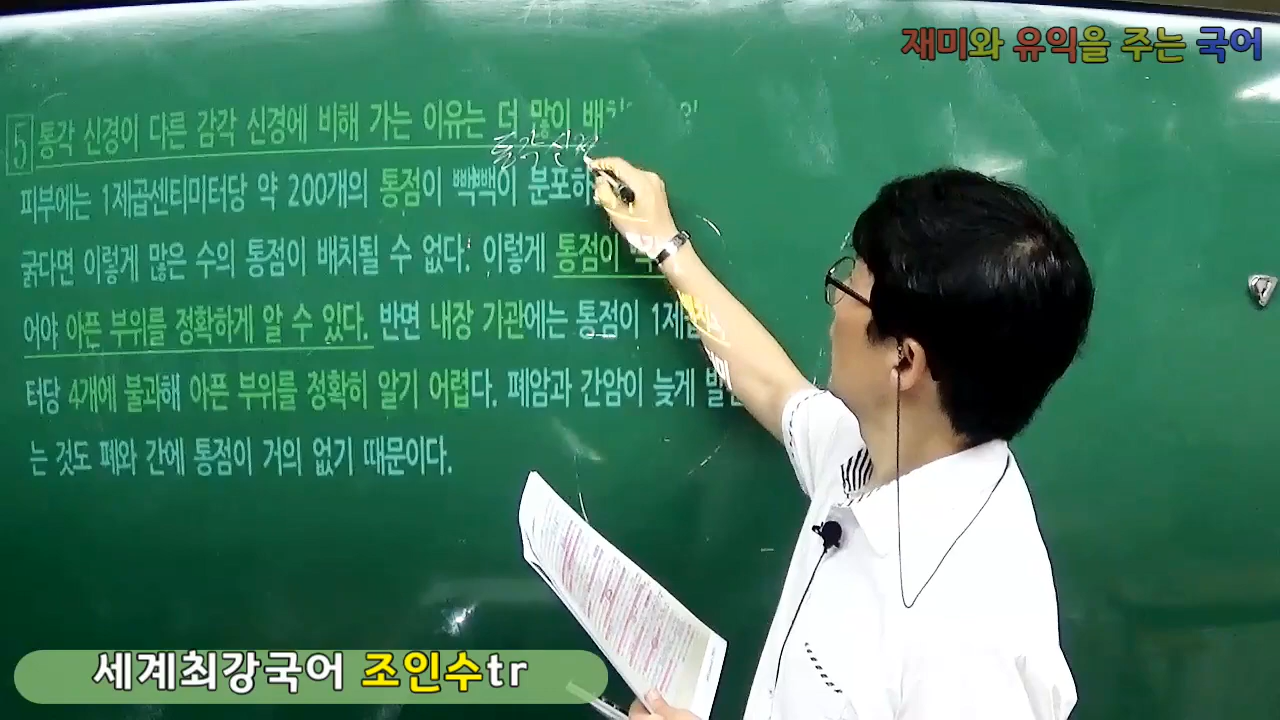 재미와 유익을 주는 국어
5 통각 신경이 다른 감각 신경에 비해 가는 이유는 더 많이
통각신경
피부에는 1제곱센티미터당 약 200개의 통점이 빽빽이
굵다면 이렇게 많은 수의 통점이 배치될 수 없다. 이렇게 통점이
어야 아픈 부위를 정확하게 알 수 있다. 반면 내장 기관에는 통점이
터당 4개에 불과해 아픈 부위를 정확히 알기 어렵다. 폐암과 간암이 늦게
는 것도 폐와 간에 통점이 거의 없기 때문이다.
세계최강국어 조인수tr